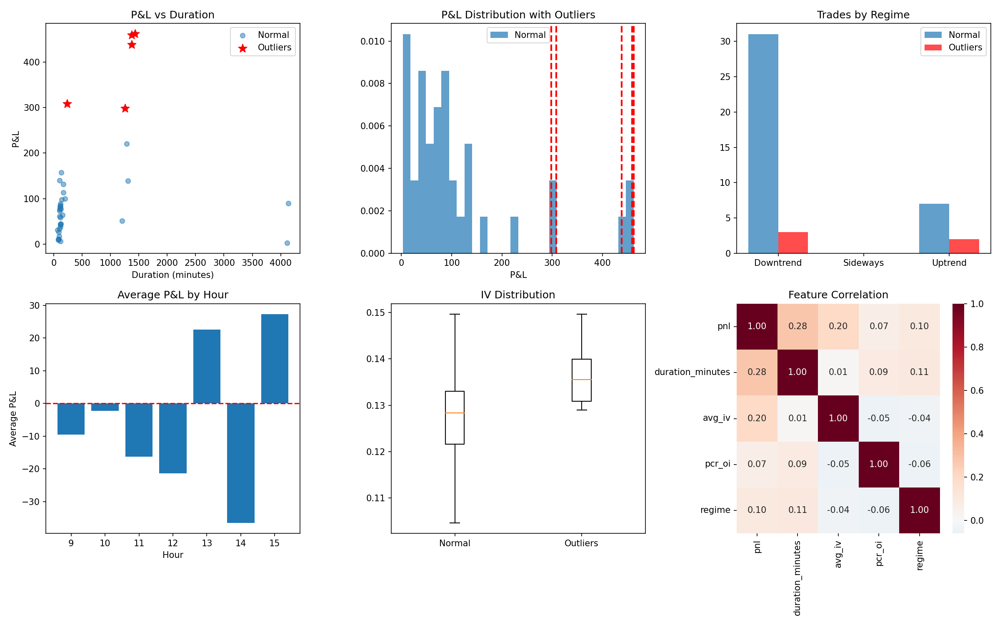 P&L vs Duration
Normal
Outliers
400
300
200
100
0
P&L
0 500 1000 1500 2000 2500 3000 3500 4000
Duration (minutes)
P&L Distribution with Outliers
Normal
0.010
0.008
0.006
0.004
0.002
0.000
0 100 200 300 400
P&L
Trades by Regime
Normal
Outliers
30
25
20
15
10
5
0
Downtrend Sideways Uptrend
Average P&L by Hour
30
20
10
0
−10
−20
−30
Average P&L
9 10 11 12 13 14 15
Hour
IV Distribution
0.15
0.14
0.13
0.12
0.11
Normal Outliers
Feature Correlation
pnl 1.00 0.28 0.20 0.07 0.10
duration_minutes 0.28 1.00 0.01 0.09 0.11
avg_iv 0.20 0.01 1.00 -0.05 -0.04
pcr_oi 0.07 0.09 -0.05 1.00 -0.06
regime 0.10 0.11 -0.04 -0.06 1.00
pnl duration_minutes avg_iv pcr_oi regime
1.0
0.8
0.6
0.4
0.2
0.0